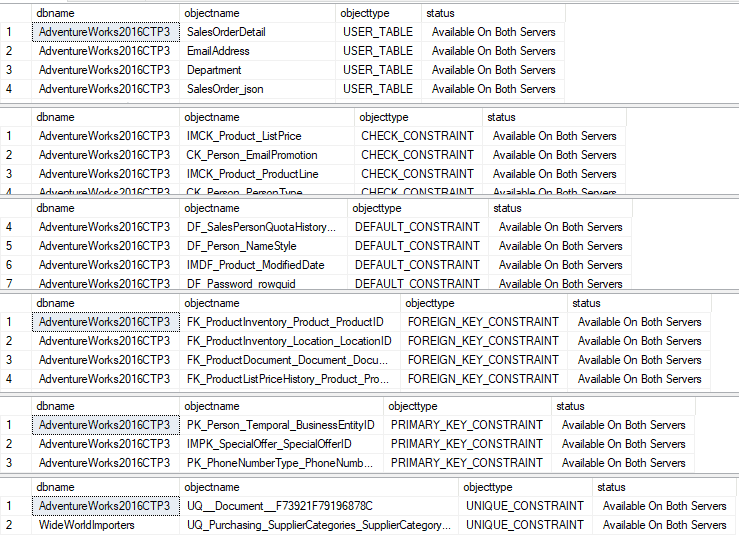 dbname objectname objecttype status
1 AdventureWorks2016CTP3 SalesOrderDetail USER_TABLE Available On Both Servers
2 AdventureWorks2016CTP3 EmailAddress USER_TABLE Available On Both Servers
3 AdventureWorks2016CTP3 Department USER_TABLE Available On Both Servers
4 AdventureWorks2016CTP3 SalesOrder_json USER_TABLE Available On Both Servers
dbname objectname objecttype status
1 AdventureWorks2016CTP3 IMCK_Product_ListPrice CHECK_CONSTRAINT Available On Both Servers
2 AdventureWorks2016CTP3 CK_Person_EmailPromotion CHECK_CONSTRAINT Available On Both Servers
3 AdventureWorks2016CTP3 IMCK_Product_ProductLine CHECK_CONSTRAINT Available On Both Servers
4 AdventureWorks2016CTP3 CK_Person_PersonType CHECK_CONSTRAINT Available On Both Servers
dbname objectname objecttype status
4 AdventureWorks2016CTP3 DF_SalesPersonQuotaHistory... DEFAULT_CONSTRAINT Available On Both Servers
5 AdventureWorks2016CTP3 DF_Person_NameStyle DEFAULT_CONSTRAINT Available On Both Servers
6 AdventureWorks2016CTP3 IMDF_Product_ModifiedDate DEFAULT_CONSTRAINT Available On Both Servers
7 AdventureWorks2016CTP3 DF_Password_rowguid DEFAULT_CONSTRAINT Available On Both Servers
dbname objectname objecttype status
1 AdventureWorks2016CTP3 FK_ProductInventory_Product_ProductID FOREIGN_KEY_CONSTRAINT Available On Both Servers
2 AdventureWorks2016CTP3 FK_ProductInventory_Location_LocationID FOREIGN_KEY_CONSTRAINT Available On Both Servers
3 AdventureWorks2016CTP3 FK_ProductDocument_Document_Docu... FOREIGN_KEY_CONSTRAINT Available On Both Servers
4 AdventureWorks2016CTP3 FK_ProductListPriceHistory_Product_Pro... FOREIGN_KEY_CONSTRAINT Available On Both Servers
dbname objectname objecttype status
1 AdventureWorks2016CTP3 PK_Person_Temporal_BusinessEntityID PRIMARY_KEY_CONSTRAINT Available On Both Servers
2 AdventureWorks2016CTP3 IMPK_SpecialOffer_SpecialOfferID PRIMARY_KEY_CONSTRAINT Available On Both Servers
3 AdventureWorks2016CTP3 PK_PhoneNumberType_PhoneNumb... PRIMARY_KEY_CONSTRAINT Available On Both Servers
dbname objectname objecttype status
1 AdventureWorks2016CTP3 UQ__Document__F73921F79196878C UNIQUE_CONSTRAINT Available On Both Servers
2 WideWorldImporters UQ_Purchasing_SupplierCategories_SupplierCategory... UNIQUE_CONSTRAINT Available On Both Servers